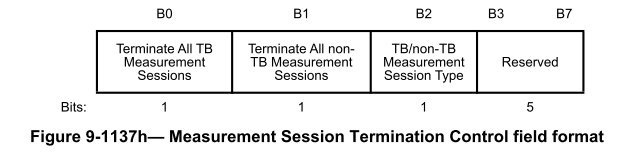 B0 B1 B2 B3 B7
Terminate All TB Terminate All non- TB/non-TB
Measurement TB Measurement Measurement Reserved
Sessions Sessions Session Type
Bits: 1 1 1 5
Figure 9-1137h— Measurement Session Termination Control field format